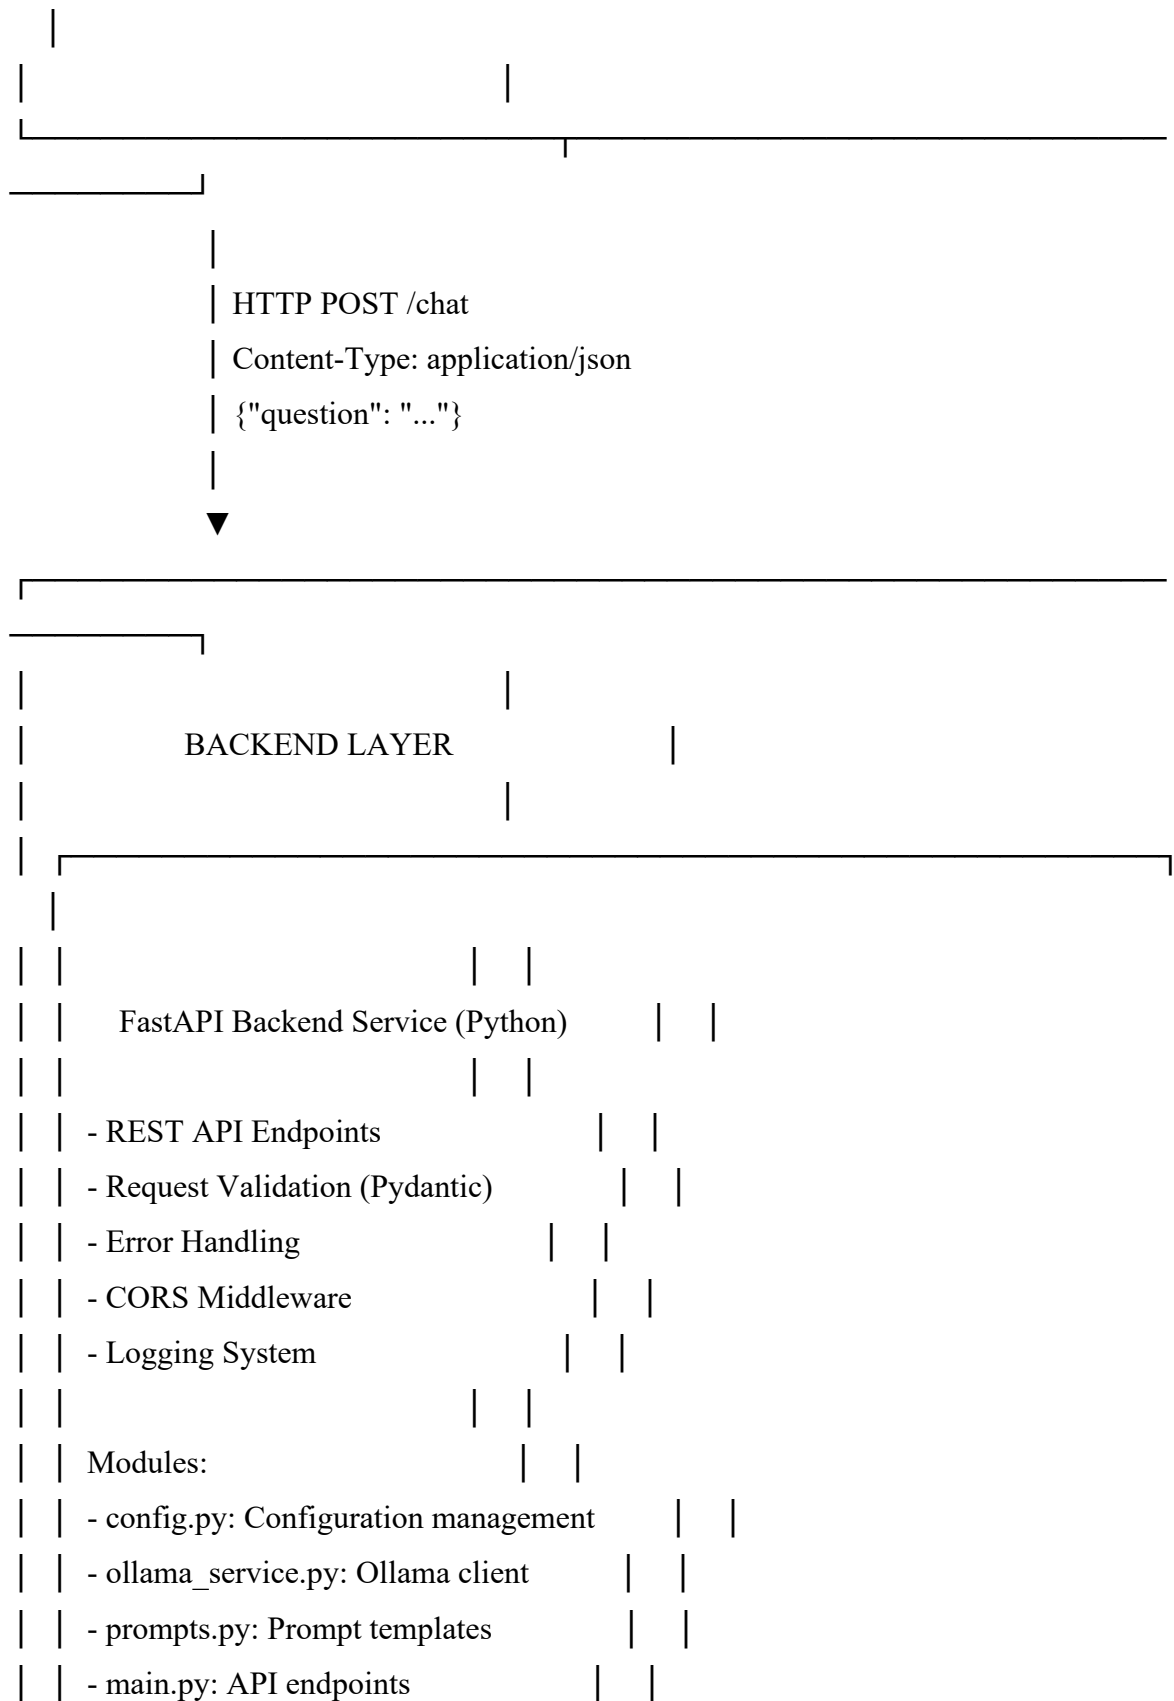 │
│ │
└──────────────────────────┬──────────────────────────────
─────────┘
│
│ HTTP POST /chat
│ Content-Type: application/json
│ {"question": "..."}
│
▼
┌─────────────────────────────────────────────────────────
─────────┐
│ │
│ BACKEND LAYER │
│ │
│ ┌──────────────────────────────────────────────────────┐
│
│ │ │ │
│ │ FastAPI Backend Service (Python) │ │
│ │ │ │
│ │ - REST API Endpoints │ │
│ │ - Request Validation (Pydantic) │ │
│ │ - Error Handling │ │
│ │ - CORS Middleware │ │
│ │ - Logging System │ │
│ │ │ │
│ │ Modules: │ │
│ │ - config.py: Configuration management │ │
│ │ - ollama_service.py: Ollama client │ │
│ │ - prompts.py: Prompt templates │ │
│ │ - main.py: API endpoints │ │